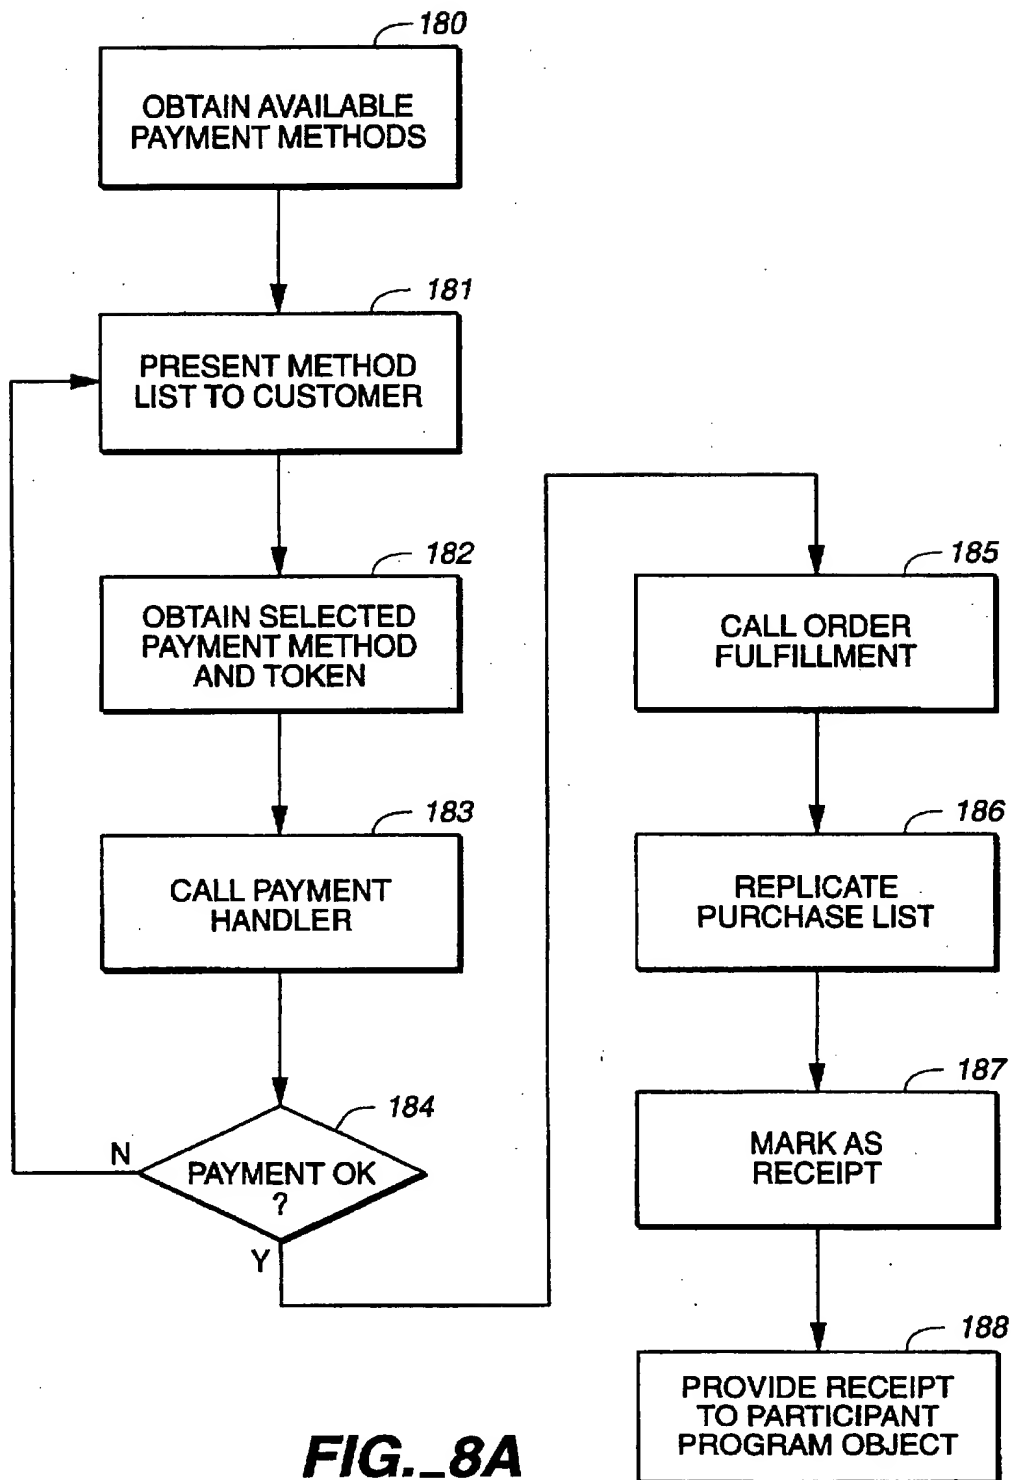 180
OBTAIN AVAILABLE
PAYMENT METHODS
181
PRESENT METHOD
LIST TO CUSTOMER
182
OBTAIN SELECTED
PAYMENT METHOD
AND TOKEN
183
CALL PAYMENT
HANDLER
184
PAYMENT OK
?
N
Y
185
CALL ORDER
FULFILLMENT
186
REPLICATE
PURCHASE LIST
187
MARK AS
RECEIPT
188
PROVIDE RECEIPT
TO PARTICIPANT
PROGRAM OBJECT
FIG._8A